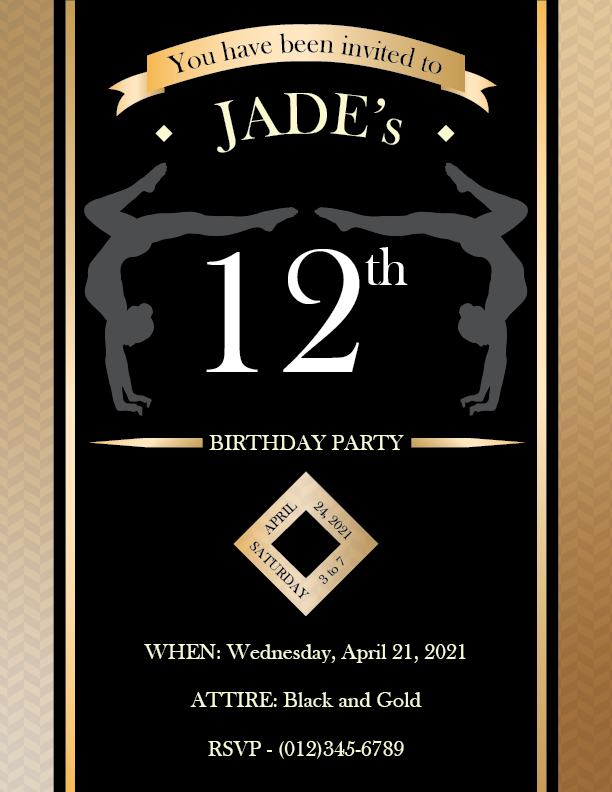 You have been invited to
JADE's
12th
BIRTHDAY PARTY
APRIL
24, 2021
SATURDAY
3 to 7
WHEN: Wednesday, April 21, 2021
ATTIRE: Black and Gold
RSVP - (012)345-6789